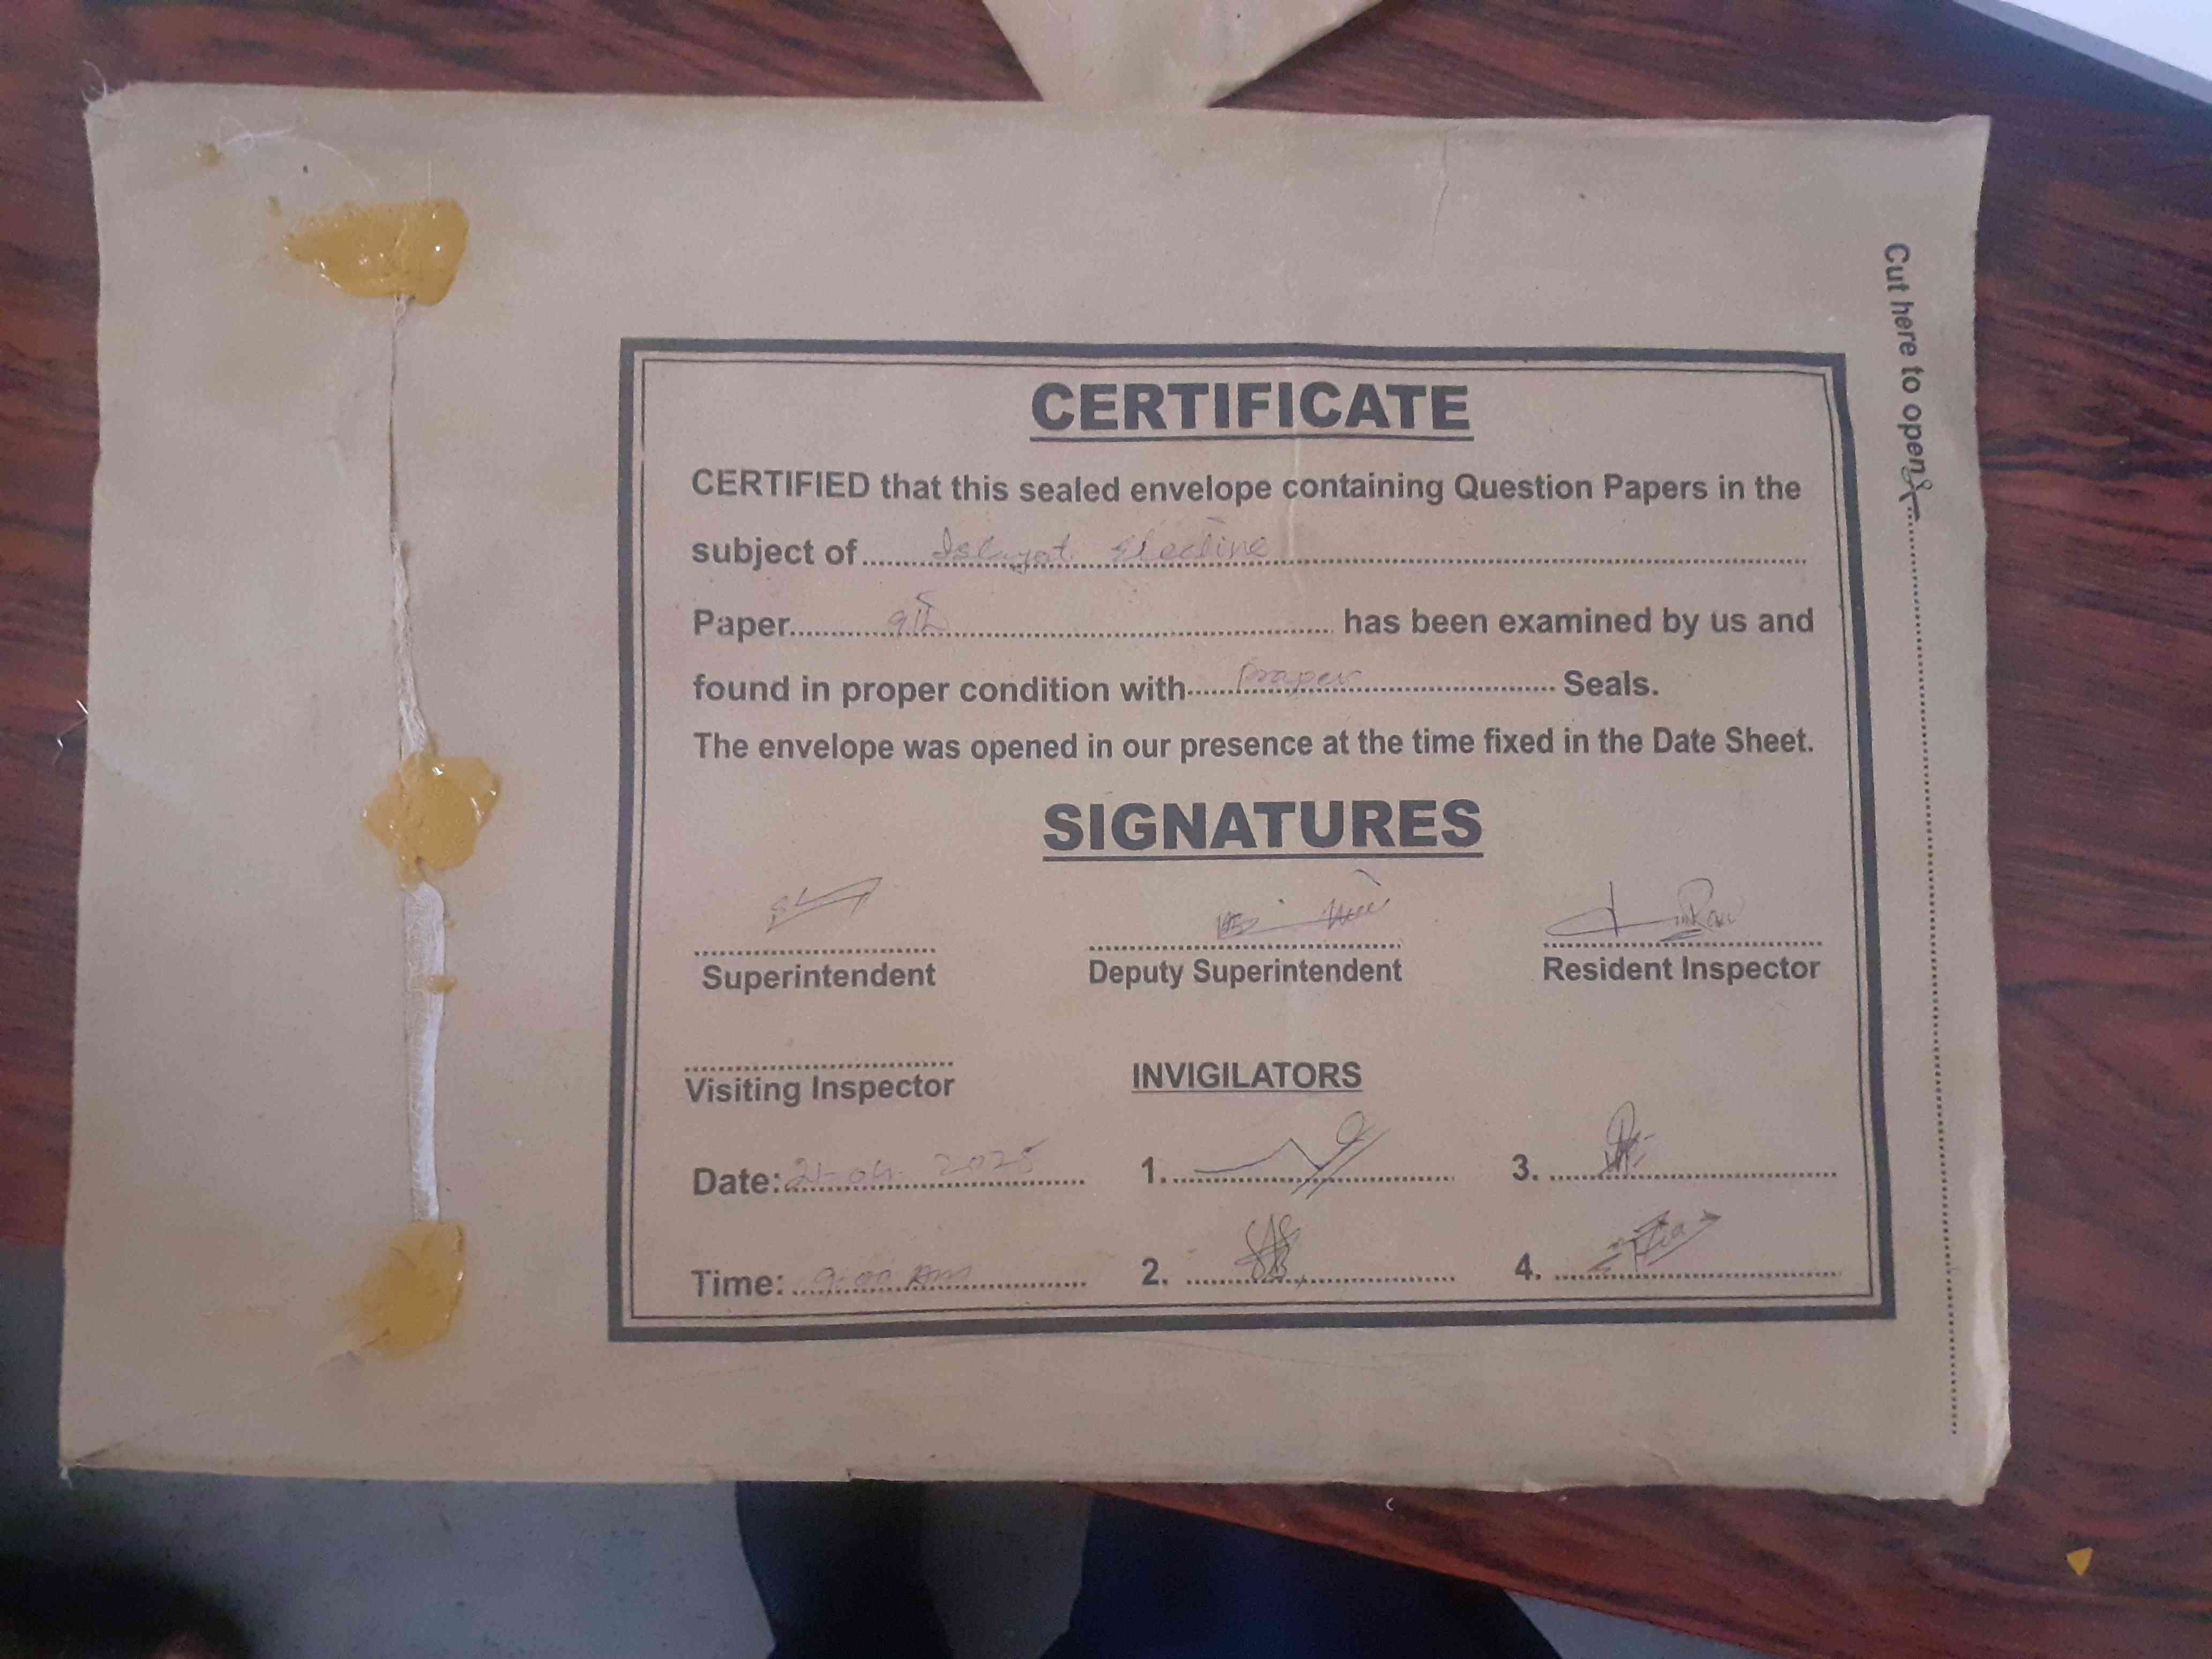 Cut here to open
CERTIFICATE
CERTIFIED that this sealed envelope containing Question Papers in the
subject of Islayat Elective
Paper 9th has been examined by us and
found in proper condition with proper Seals.
The envelope was opened in our presence at the time fixed in the Date Sheet.
SIGNATURES
Superintendent Deputy Superintendent Resident Inspector
Visiting Inspector INVIGILATORS
Date: 21-04-2025 1. 3.
Time: 9:00 Am 2. 4.